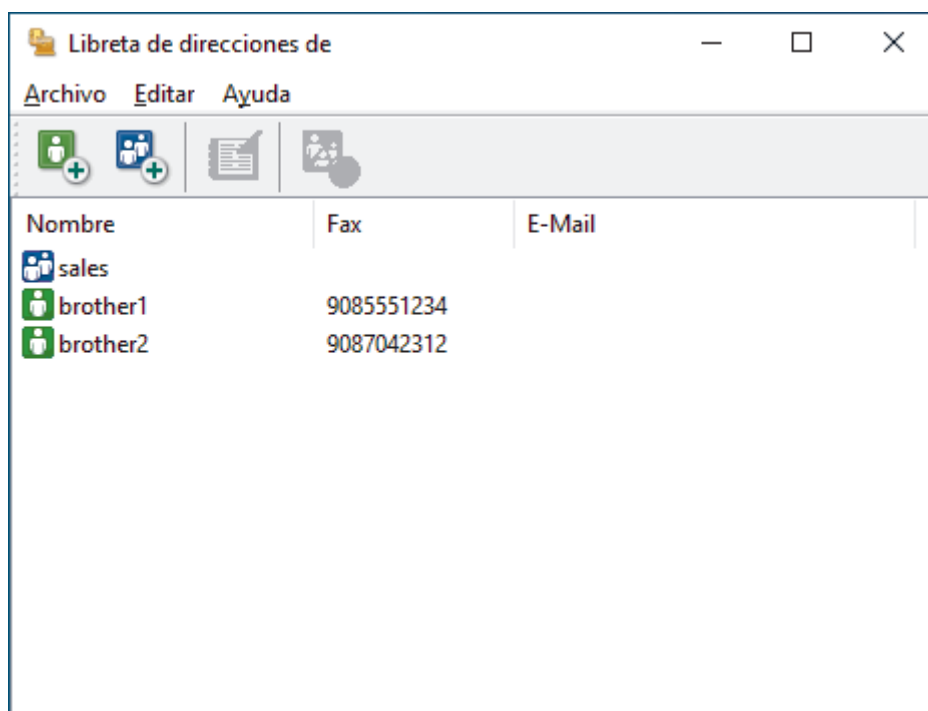 Libreta de direcciones de
Archivo Editar Ayuda
Nombre Fax E-Mail
sales
brother1 9085551234
brother2 9087042312